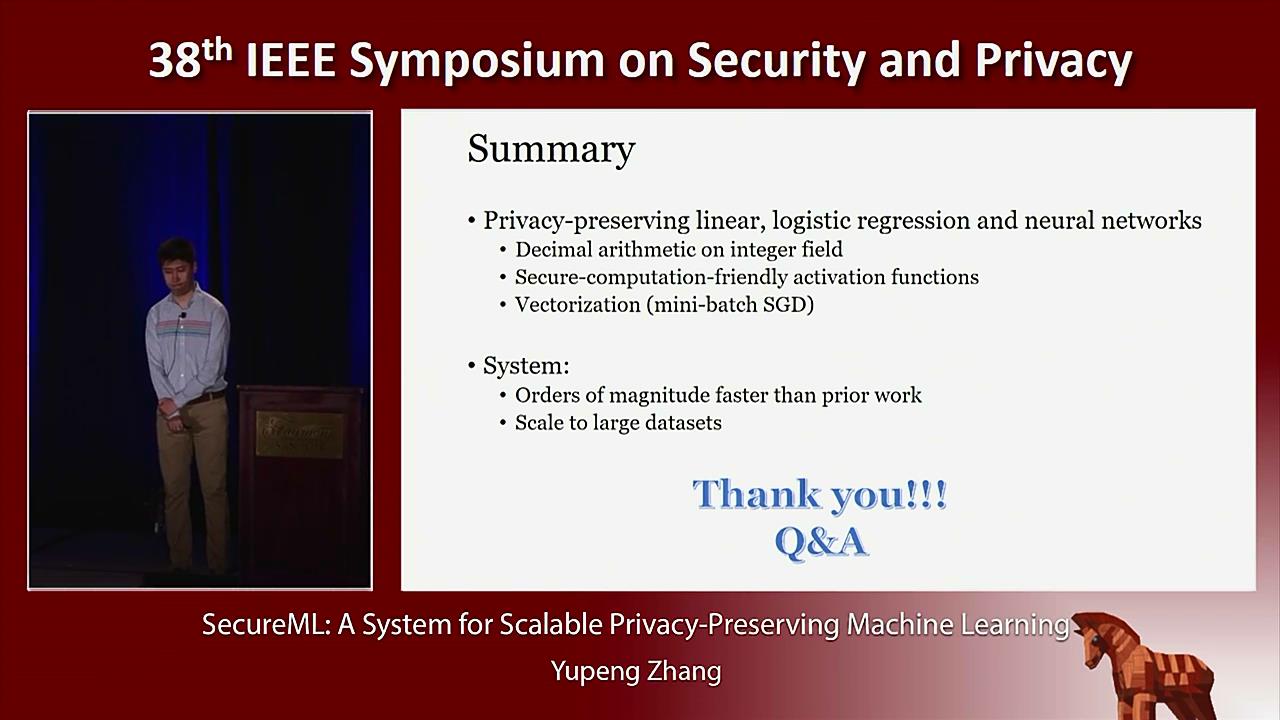 38th IEEE Symposium on Security and Privacy
Summary
• Privacy-preserving linear, logistic regression and neural networks
• Decimal arithmetic on integer field
• Secure-computation-friendly activation functions
• Vectorization (mini-batch SGD)
• System:
• Orders of magnitude faster than prior work
• Scale to large datasets
Thank you!!!
Q&A
SecureML: A System for Scalable Privacy-Preserving Machine Learning
Yupeng Zhang